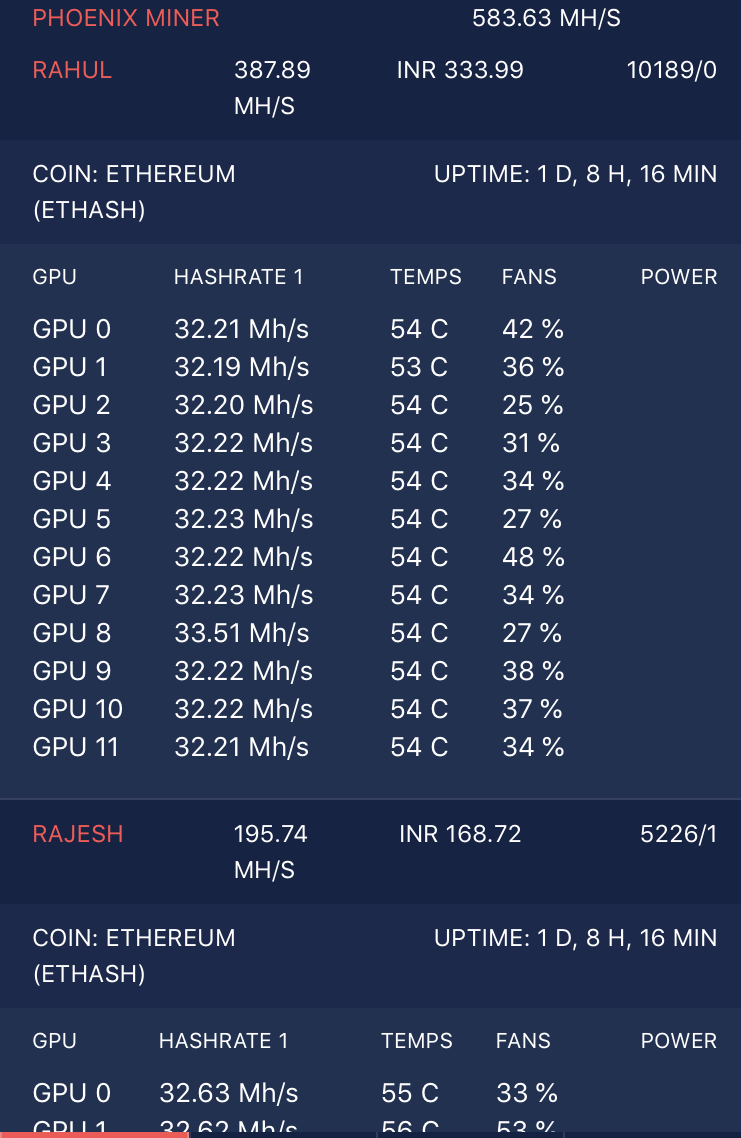 PHOENIX MINER 583.63 MH/S
RAHUL 387.89 MH/S INR 333.99 10189/0
COIN: ETHEREUM (ETHASH) UPTIME: 1 D, 8 H, 16 MIN
GPU HASHRATE 1 TEMPS FANS POWER
GPU 0 32.21 Mh/s 54 C 42 %
GPU 1 32.19 Mh/s 53 C 36 %
GPU 2 32.20 Mh/s 54 C 25 %
GPU 3 32.22 Mh/s 54 C 31 %
GPU 4 32.22 Mh/s 54 C 34 %
GPU 5 32.23 Mh/s 54 C 27 %
GPU 6 32.22 Mh/s 54 C 48 %
GPU 7 32.23 Mh/s 54 C 34 %
GPU 8 33.51 Mh/s 54 C 27 %
GPU 9 32.22 Mh/s 54 C 38 %
GPU 10 32.22 Mh/s 54 C 37 %
GPU 11 32.21 Mh/s 54 C 34 %
RAJESH 195.74 MH/S INR 168.72 5226/1
COIN: ETHEREUM (ETHASH) UPTIME: 1 D, 8 H, 16 MIN
GPU HASHRATE 1 TEMPS FANS POWER
GPU 0 32.63 Mh/s 55 C 33 %
GPU 1 32.62 Mh/s 56 C 53 %